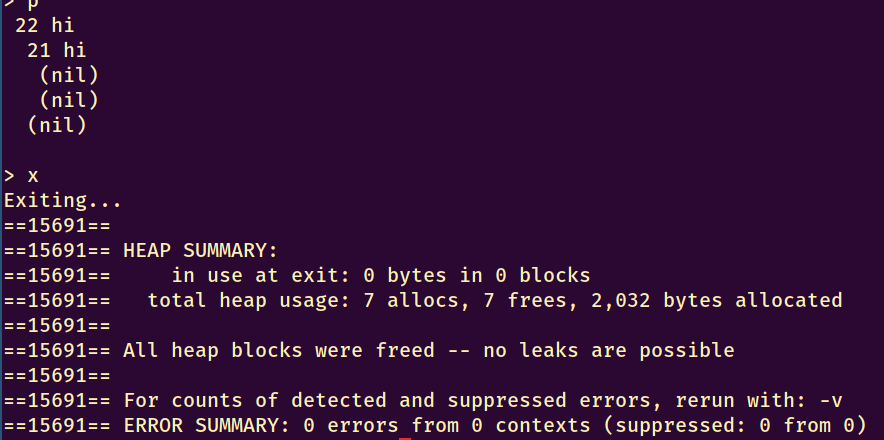 > p
 22 hi
  21 hi
   (nil)
   (nil)
  (nil)

> x
Exiting...
==15691==
==15691== HEAP SUMMARY:
==15691==     in use at exit: 0 bytes in 0 blocks
==15691==   total heap usage: 7 allocs, 7 frees, 2,032 bytes allocated
==15691==
==15691== All heap blocks were freed -- no leaks are possible
==15691==
==15691== For counts of detected and suppressed errors, rerun with: -v
==15691== ERROR SUMMARY: 0 errors from 0 contexts (suppressed: 0 from 0)